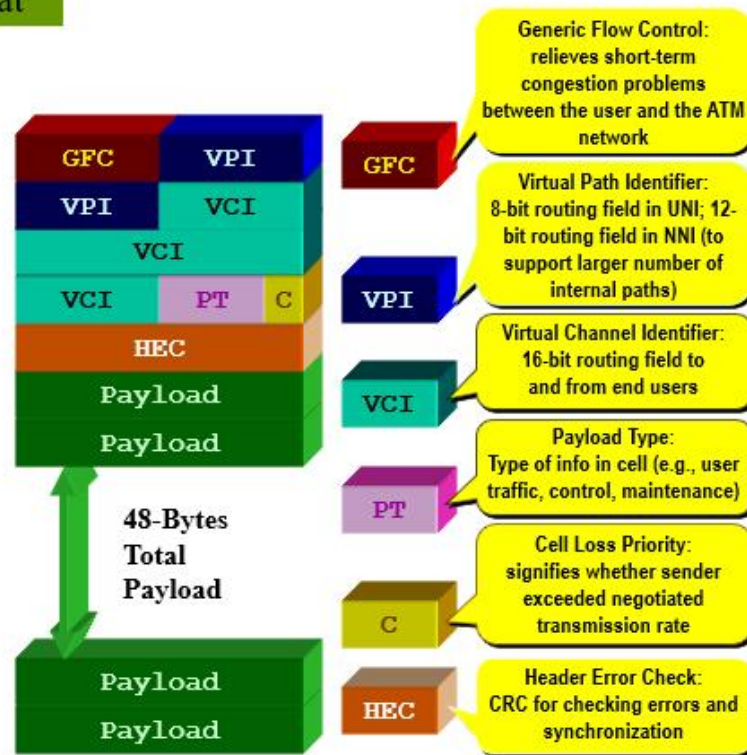 at
GFC VPI
VPI VCI
VCI
VCI PT C
HEC
Payload
Payload
48-Bytes
Total
Payload
Payload
Payload
GFC
Generic Flow Control:
relieves short-term
congestion problems
between the user and the ATM
network
VPI
Virtual Path Identifier:
8-bit routing field in UNI; 12-
bit routing field in NNI (to
support larger number of
internal paths)
VCI
Virtual Channel Identifier:
16-bit routing field to
and from end users
PT
Payload Type:
Type of info in cell (e.g., user
traffic, control, maintenance)
C
Cell Loss Priority:
signifies whether sender
exceeded negotiated
transmission rate
HEC
Header Error Check:
CRC for checking errors and
synchronization